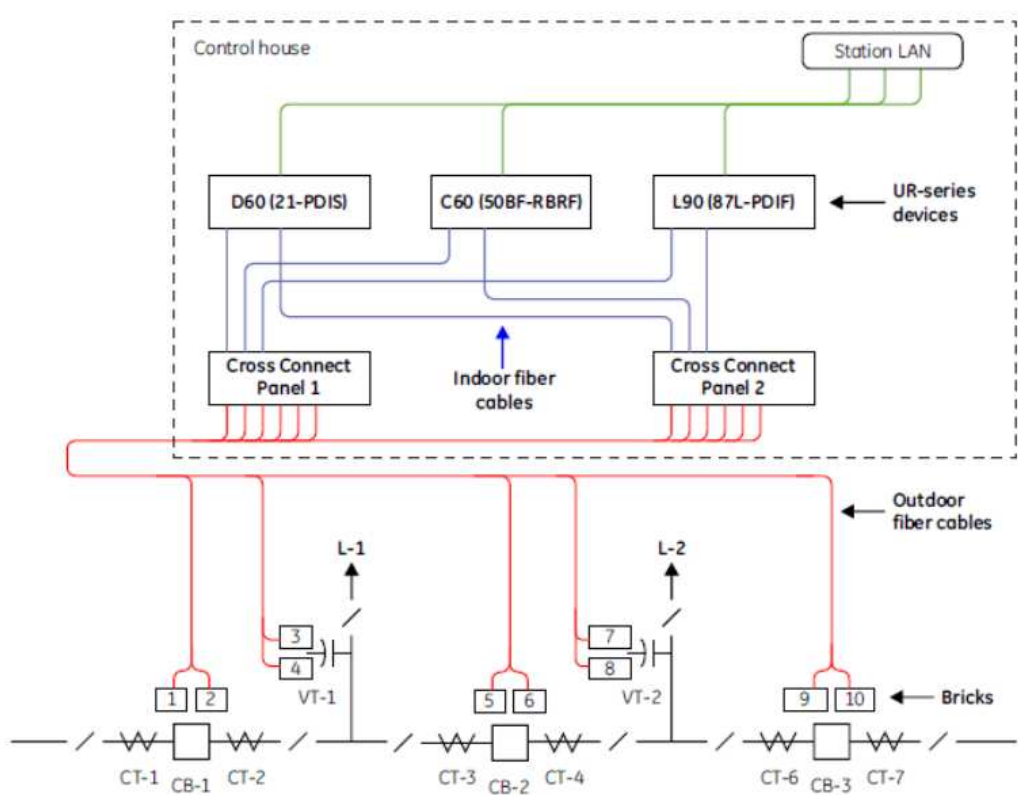 Control house
Station LAN
D60 (21-PDIS)
C60 (50BF-RBRF)
L90 (87L-PDIF)
UR-series
devices
Cross Connect
Panel 1
Indoor fiber
cables
Cross Connect
Panel 2
Outdoor
fiber cables
L-1
L-2
3
4
VT-1
7
8
VT-2
1
2
5
6
9
10
Bricks
CT-1
CB-1
CT-2
CT-3
CB-2
CT-4
CT-6
CB-3
CT-7